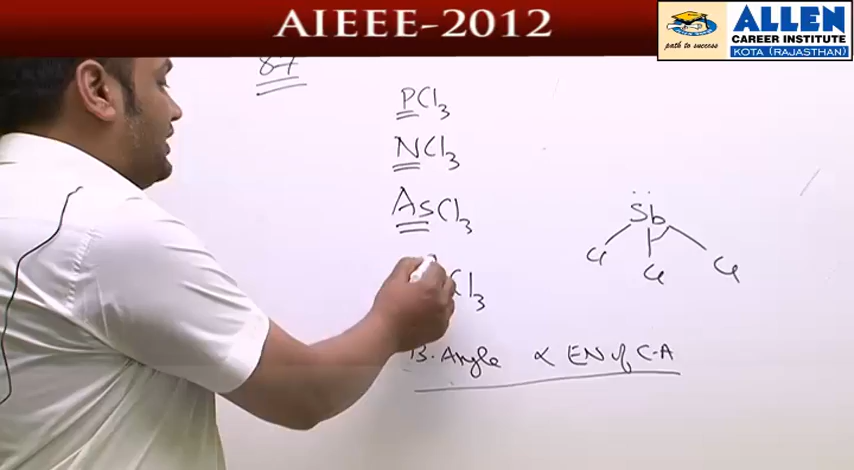 AIEEE-2012
ALLEN
CAREER INSTITUTE
KOTA (RAJASTHAN)
path to success
87
PCl3
NCl3
AsCl3
Cl3
Sb
Cl
Cl
Cl
B. Angle ∝ EN of C-A